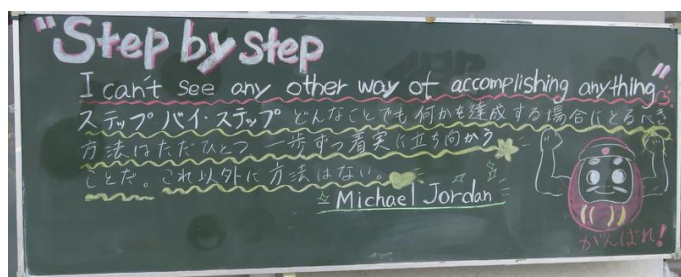 "Step by step
I can't see any other way of accomplishing anything"
ステップ バイ・ステップ どんなことでも何かを達成する場合にとるべき
方法はただひとつ 一歩ずつ着実に立ち向かう
ことだ。これ以外に方法はない。
Michael Jordan
がんばれ!